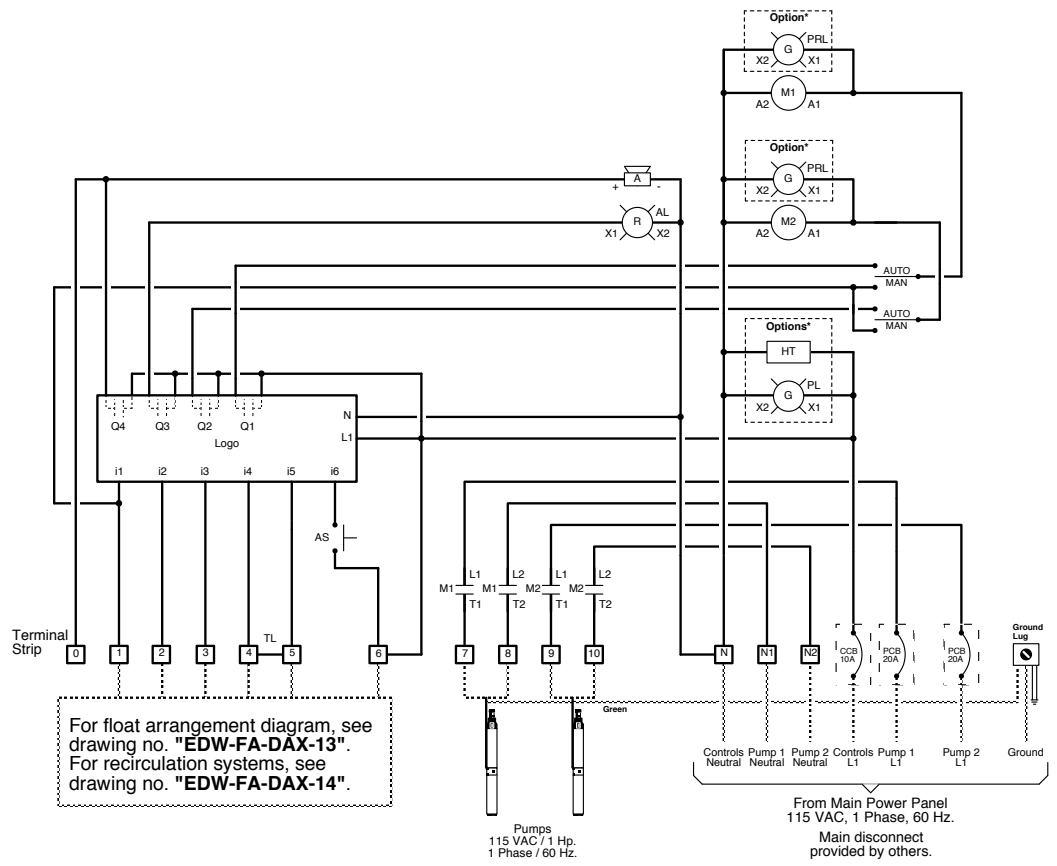 Option*
G
PRL
X2
X1
M1
A2
A1
Option*
G
PRL
X2
X1
M2
A2
A1
A
+
-
R
AL
X1
X2
AUTO
MAN
AUTO
MAN
Options*
HT
G
PL
X2
X1
Q4
Q3
Q2
Q1
Logo
N
L1
i1
i2
i3
i4
i5
i6
AS
M1
L1
T1
M1
L2
T2
M2
L1
T1
M2
L2
T2
Terminal
Strip
0
1
2
3
4
TL
5
6
7
8
9
10
N
N1
N2
CCB
10A
PCB
20A
PCB
20A
Ground
Lug
Green
For float arrangement diagram, see
drawing no. "EDW-FA-DAX-13".
For recirculation systems, see
drawing no. "EDW-FA-DAX-14".
Pumps
115 VAC / 1 Hp.
1 Phase / 60 Hz.
Controls
Neutral
Pump 1
Neutral
Pump 2
Neutral
Controls
L1
Pump 1
L1
Pump 2
L1
Ground
From Main Power Panel
115 VAC, 1 Phase, 60 Hz.
Main disconnect
provided by others.